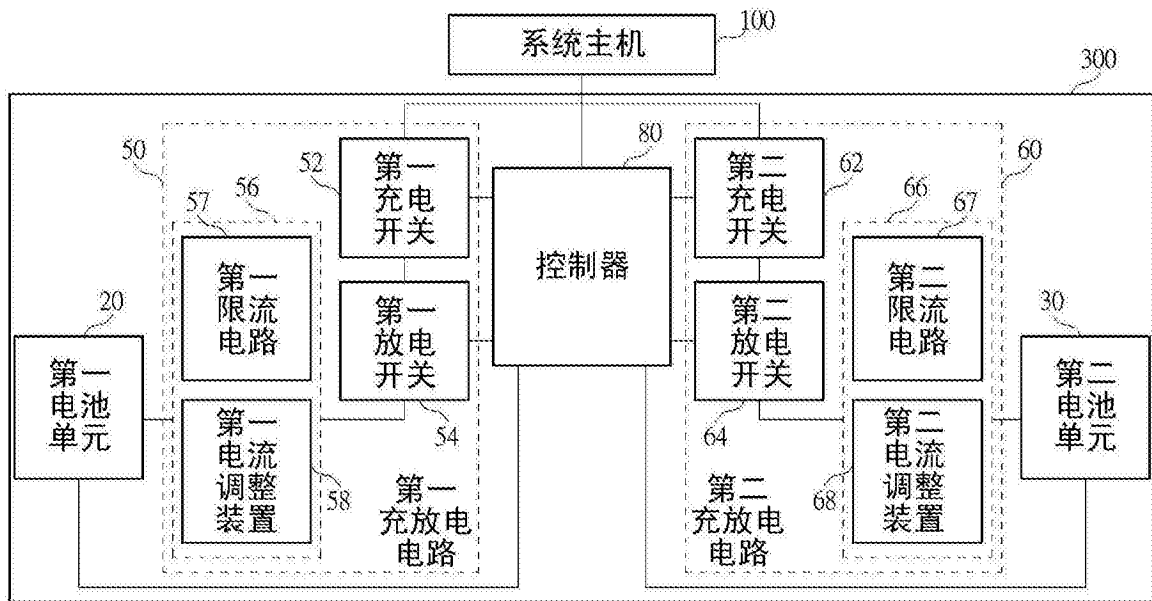 系统主机
100
300
50
52
第一
充电
开关
80
控制器
第二
充电
开关
62
60
57
56
66
67
第一
限流
电路
第一
放电
开关
第二
放电
开关
第二
限流
电路
20
30
第一
电池
单元
第二
电池
单元
54
64
第一
电流
调整
装置
58
第一
充放电
电路
第二
充放电
电路
68
第二
电流
调整
装置